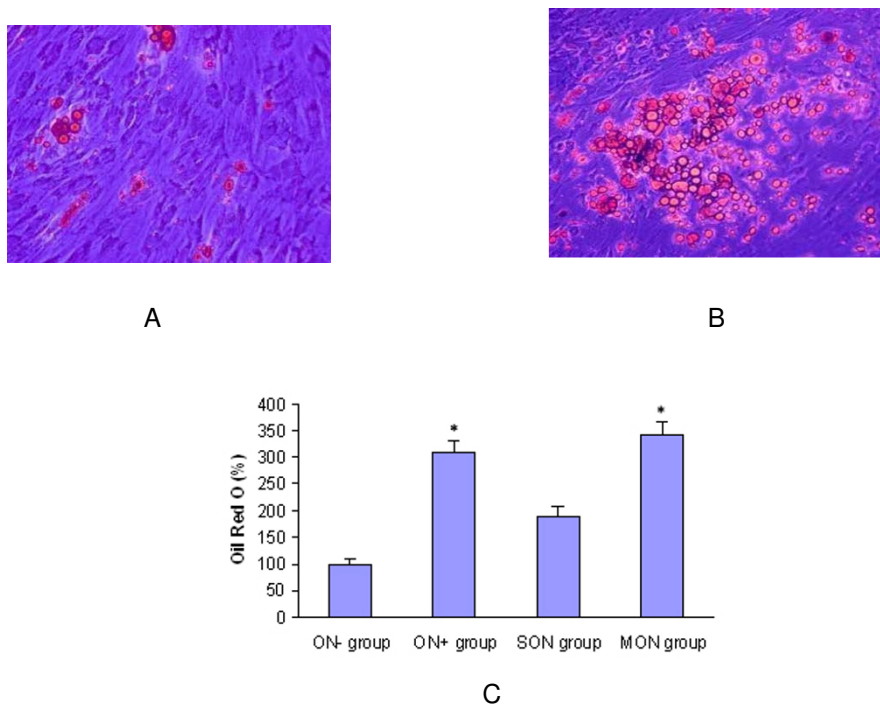 A
B
400
350
300
250
200
150
100
50
0
Oil Red O (%)
*
*
ON- group
ON+ group
SON group
MON group
C